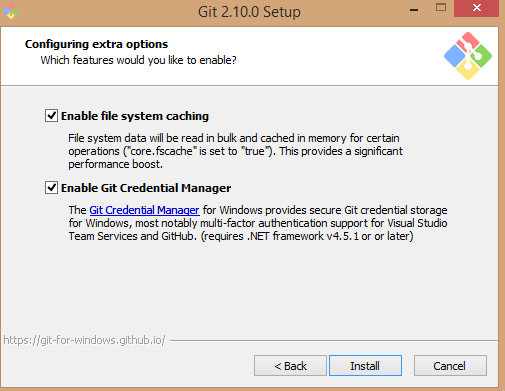 Git 2.10.0 Setup
Configuring extra options
Which features would you like to enable?
Enable file system caching
File system data will be read in bulk and cached in memory for certain
operations ("core.fscache" is set to "true"). This provides a significant
performance boost.
Enable Git Credential Manager
The Git Credential Manager for Windows provides secure Git credential storage
for Windows, most notably multi-factor authentication support for Visual Studio
Team Services and GitHub. (requires .NET framework v4.5.1 or or later)
https://git-for-windows.github.io/
< Back
Install
Cancel